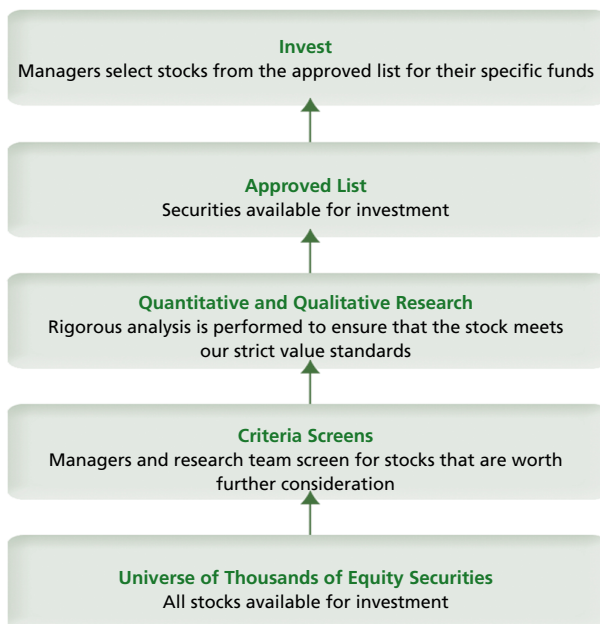 Invest
Managers select stocks from the approved list for their specific funds
Approved List
Securities available for investment
Quantitative and Qualitative Research
Rigorous analysis is performed to ensure that the stock meets
our strict value standards
Criteria Screens
Managers and research team screen for stocks that are worth
further consideration
Universe of Thousands of Equity Securities
All stocks available for investment